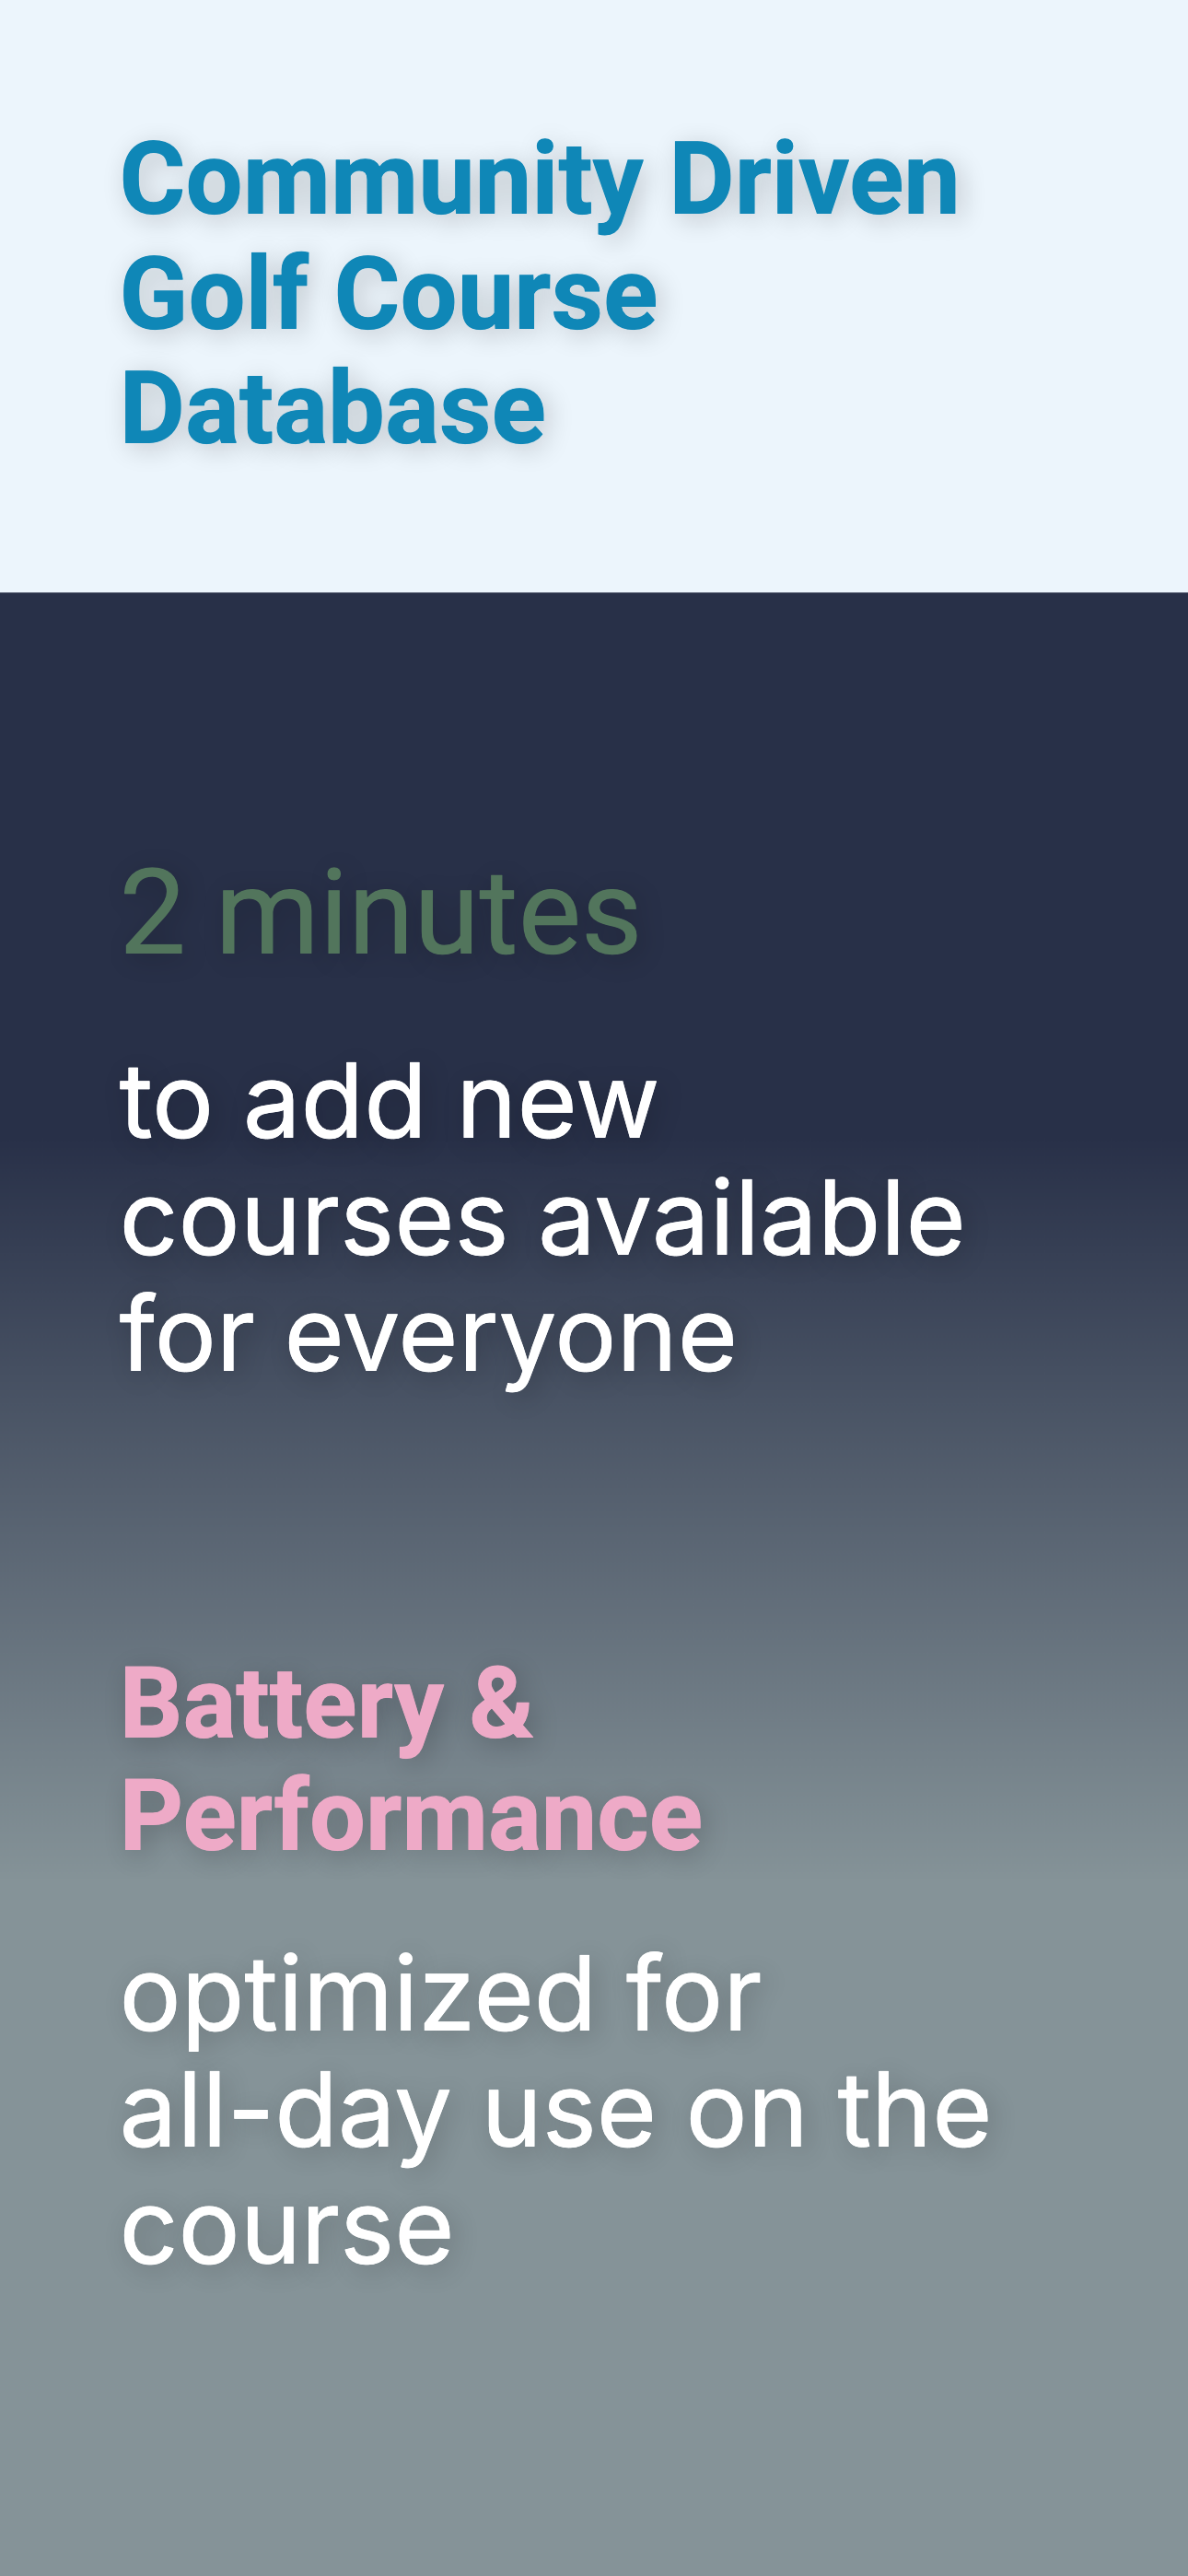 Community Driven
Golf Course
Database
2 minutes
to add new
courses available
for everyone
Battery &
Performance
optimized for
all-day use on the
course